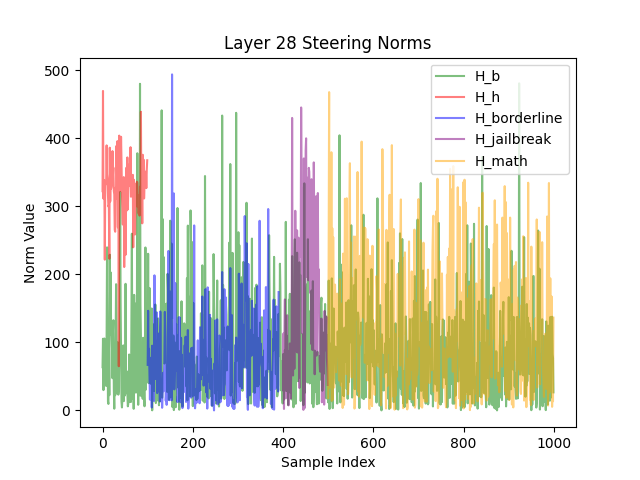 Layer 28 Steering Norms
500
400
300
200
100
0
Norm Value
H_b
H_h
H_borderline
H_jailbreak
H_math
0 200 400 600 800 1000
Sample Index